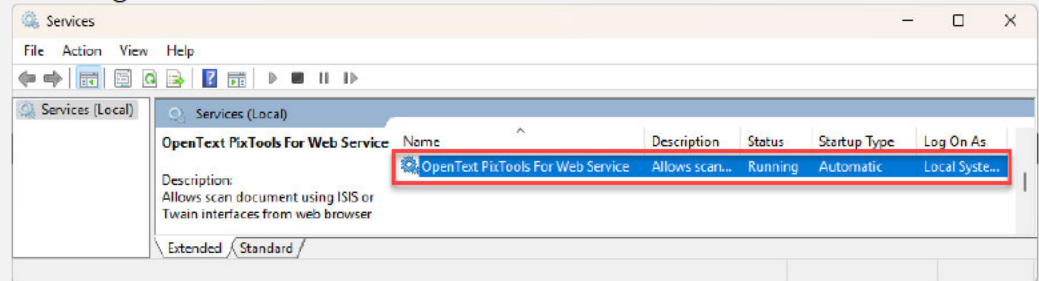 Services
File Action View Help
Services (Local)
Services (Local)
OpenText PixTools For Web Service
Description:
Allows scan document using ISIS or
Twain interfaces from web browser
Name Description Status Startup Type Log On As
OpenText PixTools For Web Service Allows scan... Running Automatic Local Syste...
Extended Standard